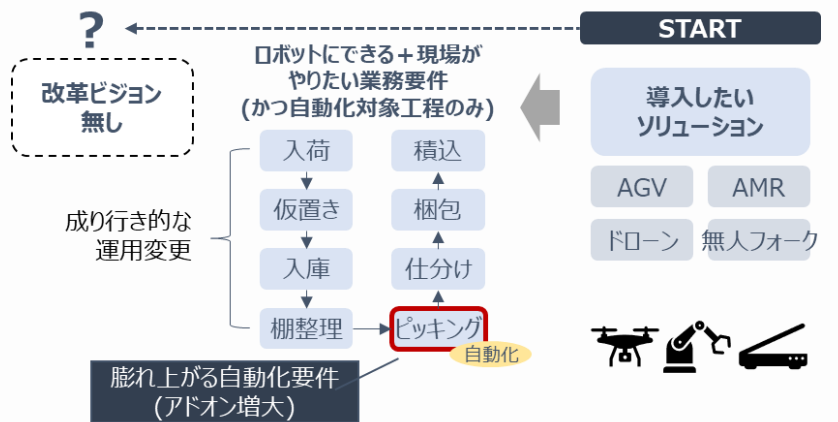 ?
START
改革ビジョン
無し
ロボットにできる+現場が
やりたい業務要件
(かつ自動化対象工程のみ)
導入したい
ソリューション
AGV
AMR
ドローン
無人フォーク
成り行き的な
運用変更
入荷
仮置き
入庫
棚整理
ピッキング
自動化
仕分け
梱包
積込
膨れ上がる自動化要件
(アドオン増大)